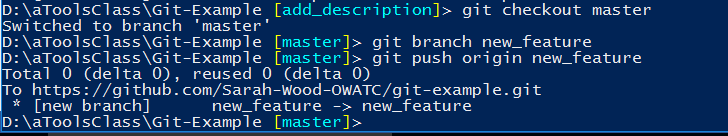 D:\aToolsClass\Git-Example [add_description]> git checkout master
Switched to branch 'master'
D:\aToolsClass\Git-Example [master]> git branch new_feature
D:\aToolsClass\Git-Example [master]> git push origin new_feature
Total 0 (delta 0), reused 0 (delta 0)
To https://github.com/Sarah-Wood-OWATC/git-example.git
 * [new branch]      new_feature -> new_feature
D:\aToolsClass\Git-Example [master]>